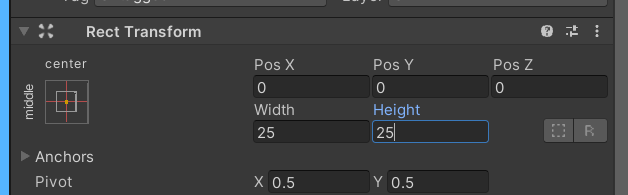 Rect Transform
center
middle
Pos X Pos Y Pos Z
0 0 0
Width Height
25 25
R
Anchors
Pivot X 0.5 Y 0.5